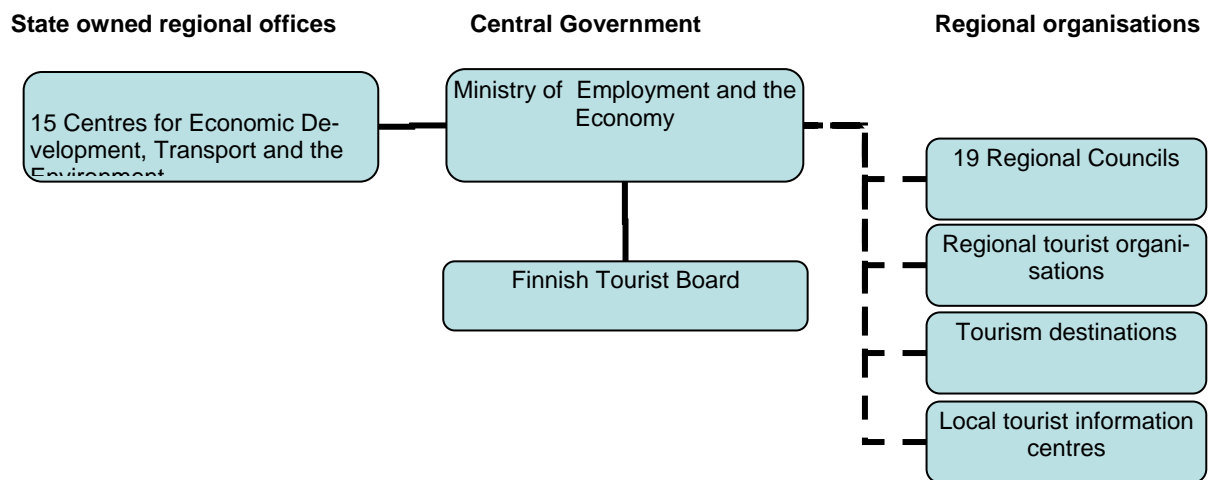 State owned regional offices
Central Government
Regional organisations
15 Centres for Economic De-
velopment, Transport and the
Environment
Ministry of  Employment and the
Economy
Finnish Tourist Board
19 Regional Councils
Regional tourist organi-
sations
Tourism destinations
Local tourist information
centres